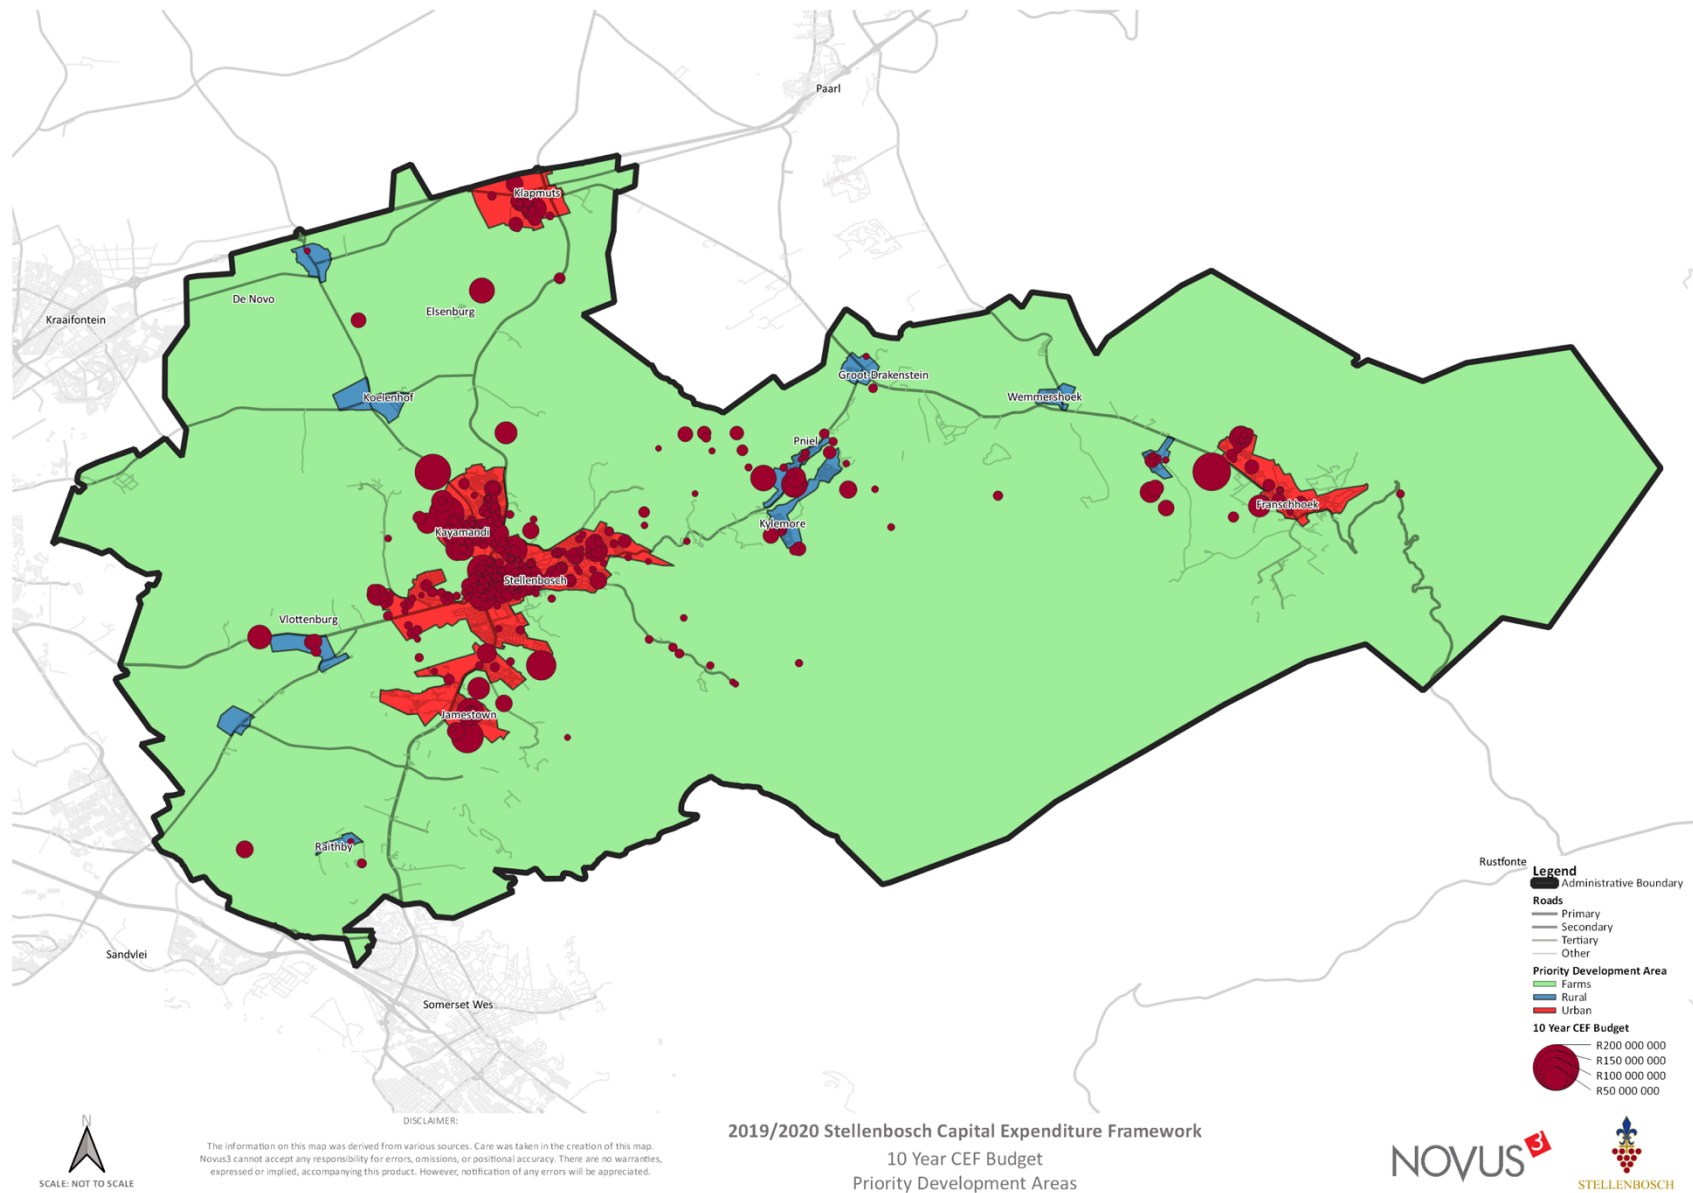 Paarl
Klapmuts
De Novo
Elsenburg
Kraaifontein
Koelenhof
Groot-Drakenstein
Wemmershoek
Pniel
Franschhoek
Kylemore
Kayamandi
Stellenbosch
Vlottenburg
Jamestown
Raithby
Rustfonte
Sandvlei
Somerset Wes
Legend
Administrative Boundary
Roads
Primary
Secondary
Tertiary
Other
Priority Development Area
Farms
Rural
Urban
10 Year CEF Budget
R200 000 000
R150 000 000
R100 000 000
R50 000 000
N
SCALE: NOT TO SCALE
DISCLAIMER:
The information on this map was derived from various sources. Care was taken in the creation of this map.
Novus3 cannot accept any responsibility for errors, omissions, or positional accuracy. There are no warranties,
expressed or implied, accompanying this product. However, notification of any errors will be appreciated.
2019/2020 Stellenbosch Capital Expenditure Framework
10 Year CEF Budget
Priority Development Areas
NOVUS3
STELLENBOSCH